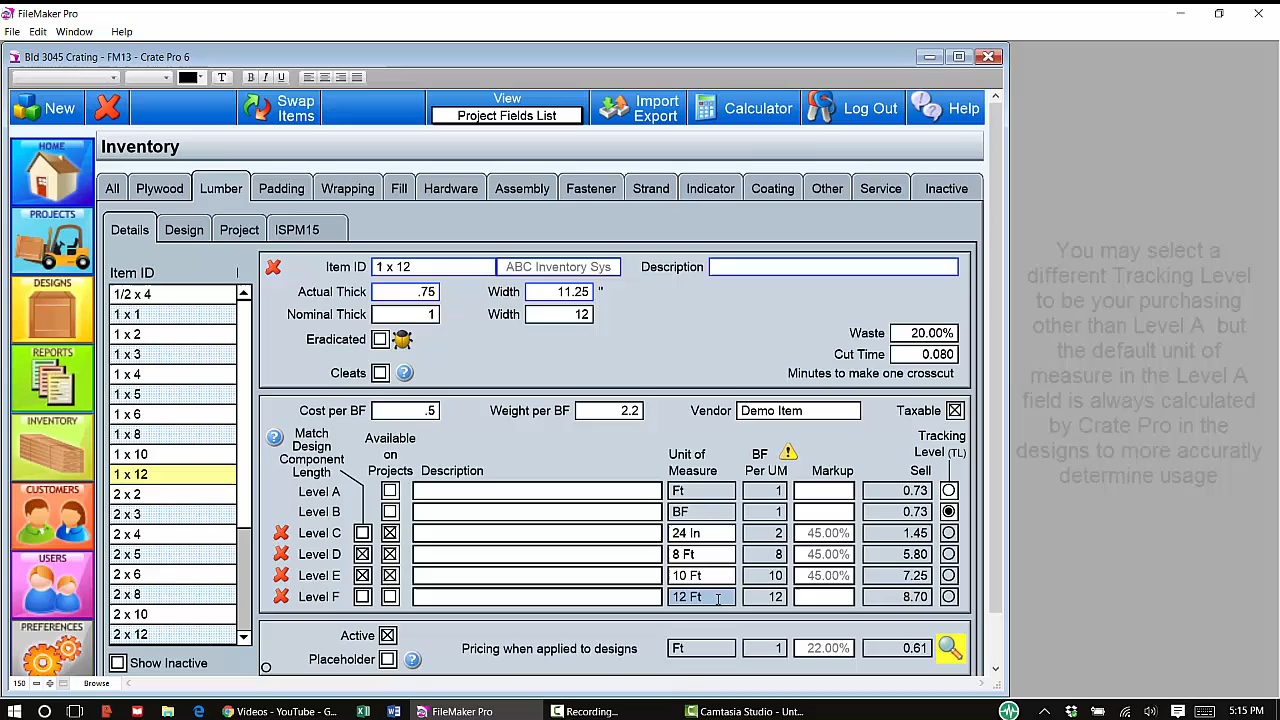 FileMaker Pro
File Edit Window Help
Bld 3045 Crating - FM13 - Crate Pro 6
T B I U
New
Swap Items
View
Project Fields List
Import Export
Calculator
Log Out
Help
Inventory
All Plywood Lumber Padding Wrapping Fill Hardware Assembly Fastener Strand Indicator Coating Other Service Inactive
Details Design Project ISPM15
HOME
PROJECTS
DESIGNS
REPORTS
INVENTORY
CUSTOMERS
USERS
PREFERENCES
Item ID
1/2 x 4
1 x 1
1 x 2
1 x 3
1 x 4
1 x 5
1 x 6
1 x 8
1 x 10
1 x 12
2 x 2
2 x 3
2 x 4
2 x 5
2 x 6
2 x 8
2 x 10
2 x 12
Show Inactive
Item ID 1 x 12 ABC Inventory Sys Description
Actual Thick .75 Width 11.25 "
Nominal Thick 1 Width 12
Eradicated
Waste 20.00%
Cut Time 0.080
Cleats ? Minutes to make one crosscut
Cost per BF .5 Weight per BF 2.2 Vendor Demo Item Taxable
? Match Design Component Length
Available on Projects
Description
Unit of Measure
BF Per UM
Markup
Sell
Tracking Level (TL)
Level A Ft 1 0.73
Level B BF 1 0.73
Level C 24 In 2 45.00% 1.45
Level D 8 Ft 8 45.00% 5.80
Level E 10 Ft 10 45.00% 7.25
Level F 12 Ft 12 8.70
Active
Placeholder ?
Pricing when applied to designs Ft 1 22.00% 0.61
150 Browse
You may select a
different Tracking Level
to be your purchasing
other than Level A but
the default unit of
measure in the Level A
field is always calculated
by Crate Pro in the
designs to more accurately
determine usage
Videos - YouTube - G...
FileMaker Pro
Recording...
Camtasia Studio - Unt...
5:15 PM